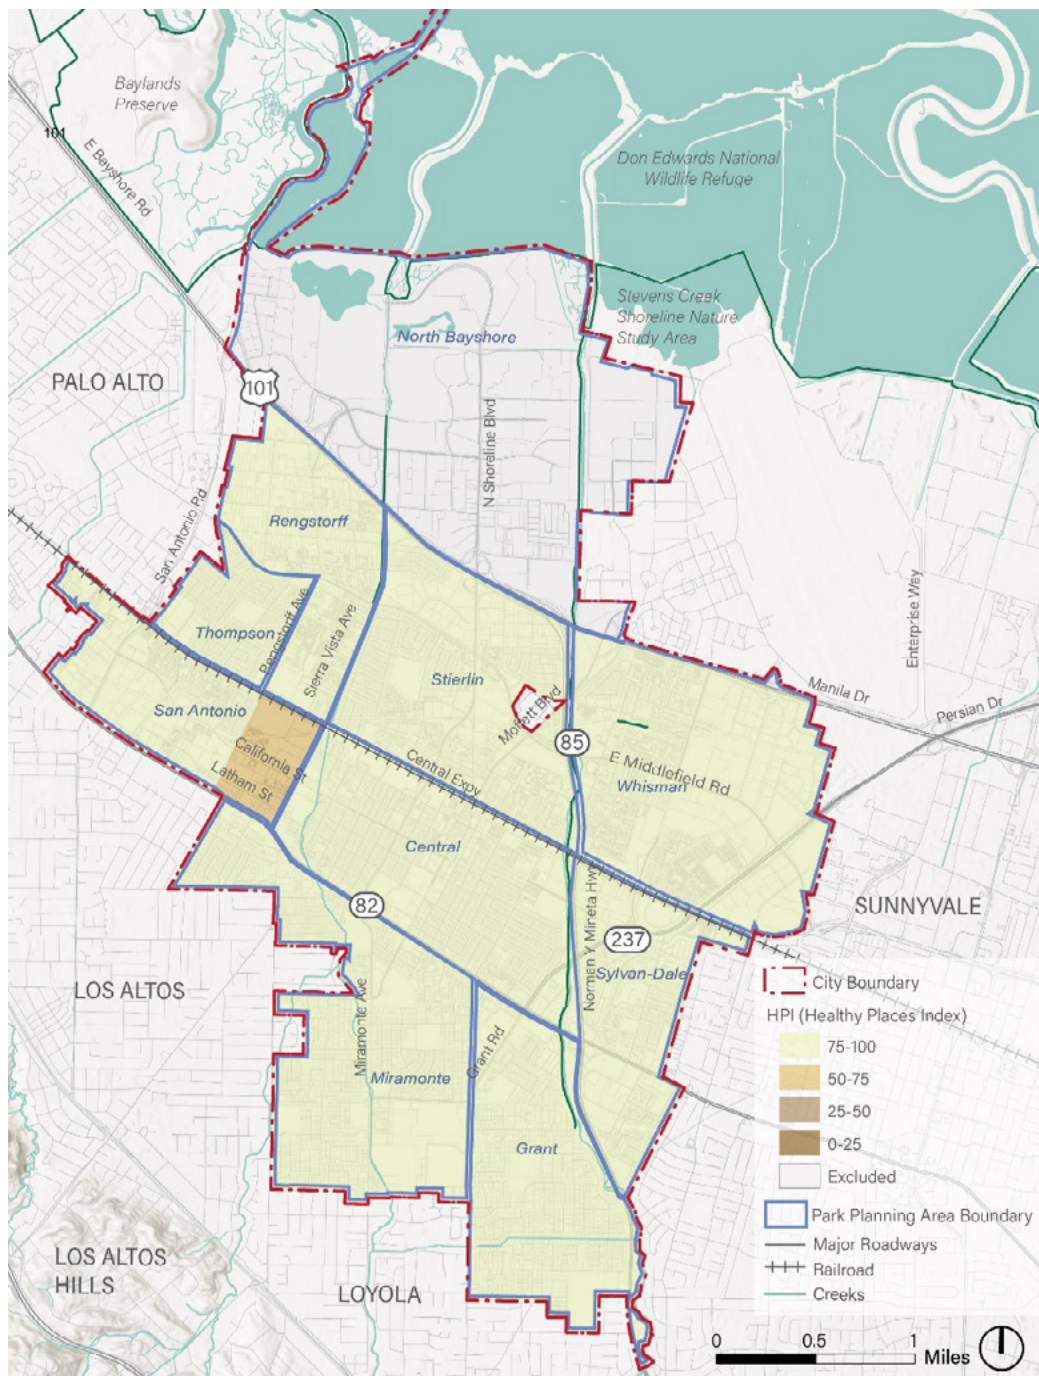 Baylands
Preserve
101
E Bayshore Rd
Don Edwards National
Wildlife Refuge
Stevens Creek
Shoreline Nature
Study Area
North Bayshore
PALO ALTO
101
N Shoreline Blvd
San Antonio Rd
Rengstorff
Enterprise Way
Thompson
Rengstorff Ave
Sierra Vista Ave
Stierlin
Manila Dr
San Antonio
Moffett Blvd
Persian Dr
85
California St
Central Expy
E Middlefield Rd
Latham St
Whisman
Central
82
Norman Y Mineta Hwy
SUNNYVALE
237
Sylvan-Dale
LOS ALTOS
Miramonte Ave
Grant Rd
Miramonte
Grant
LOS ALTOS
HILLS
LOYOLA
City Boundary
HPI (Healthy Places Index)
75-100
50-75
25-50
0-25
Excluded
Park Planning Area Boundary
Major Roadways
Railroad
Creeks
0 0.5 1
Miles